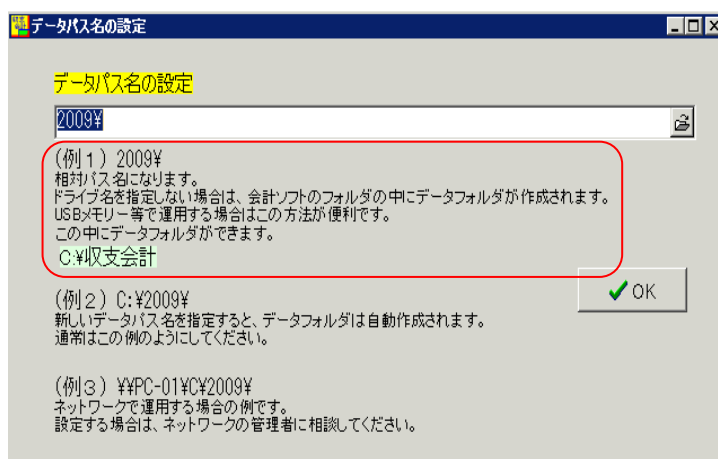 データパス名の設定
データパス名の設定
2009¥
(例１) 2009¥
相対パス名になります。
ドライブ名を指定しない場合は、会計ソフトのフォルダの中にデータフォルダが作成されます。
USBメモリー等で運用する場合はこの方法が便利です。
この中にデータフォルダができます。
C:¥収支会計
OK
(例２) C:¥2009¥
新しいデータパス名を指定すると、データフォルダは自動作成されます。
通常はこの例のようにしてください。
(例３) ¥¥PC-01¥C¥2009¥
ネットワークで運用する場合の例です。
設定する場合は、ネットワークの管理者に相談してください。